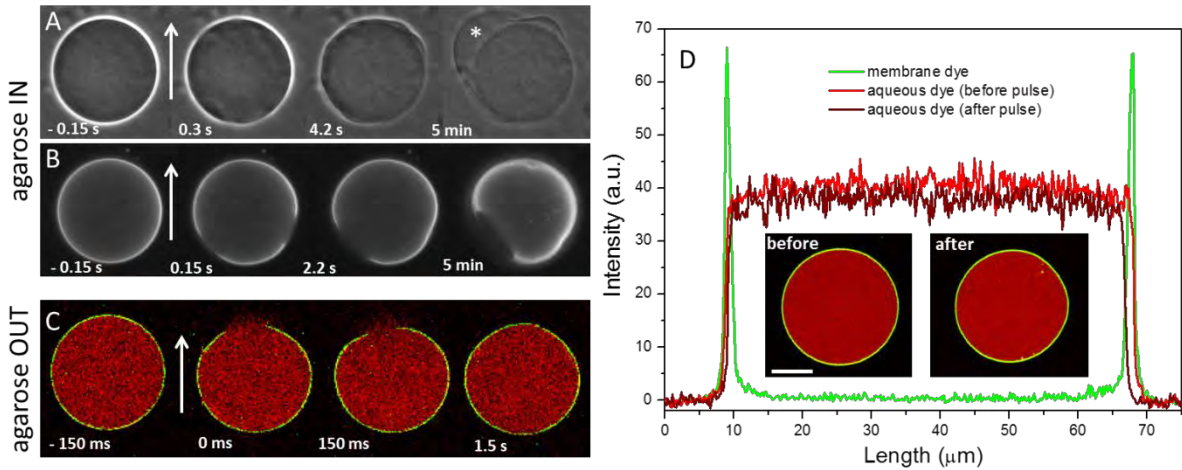 agarose IN
A
*
- 0.15 s 0.3 s 4.2 s 5 min
B
- 0.15 s 0.15 s 2.2 s 5 min
agarose OUT
C
- 150 ms 0 ms 150 ms 1.5 s
D
membrane dye
aqueous dye (before pulse)
aqueous dye (after pulse)
before after
Intensity (a.u.)
70
60
50
40
30
20
10
0
0 10 20 30 40 50 60 70
Length (μm)